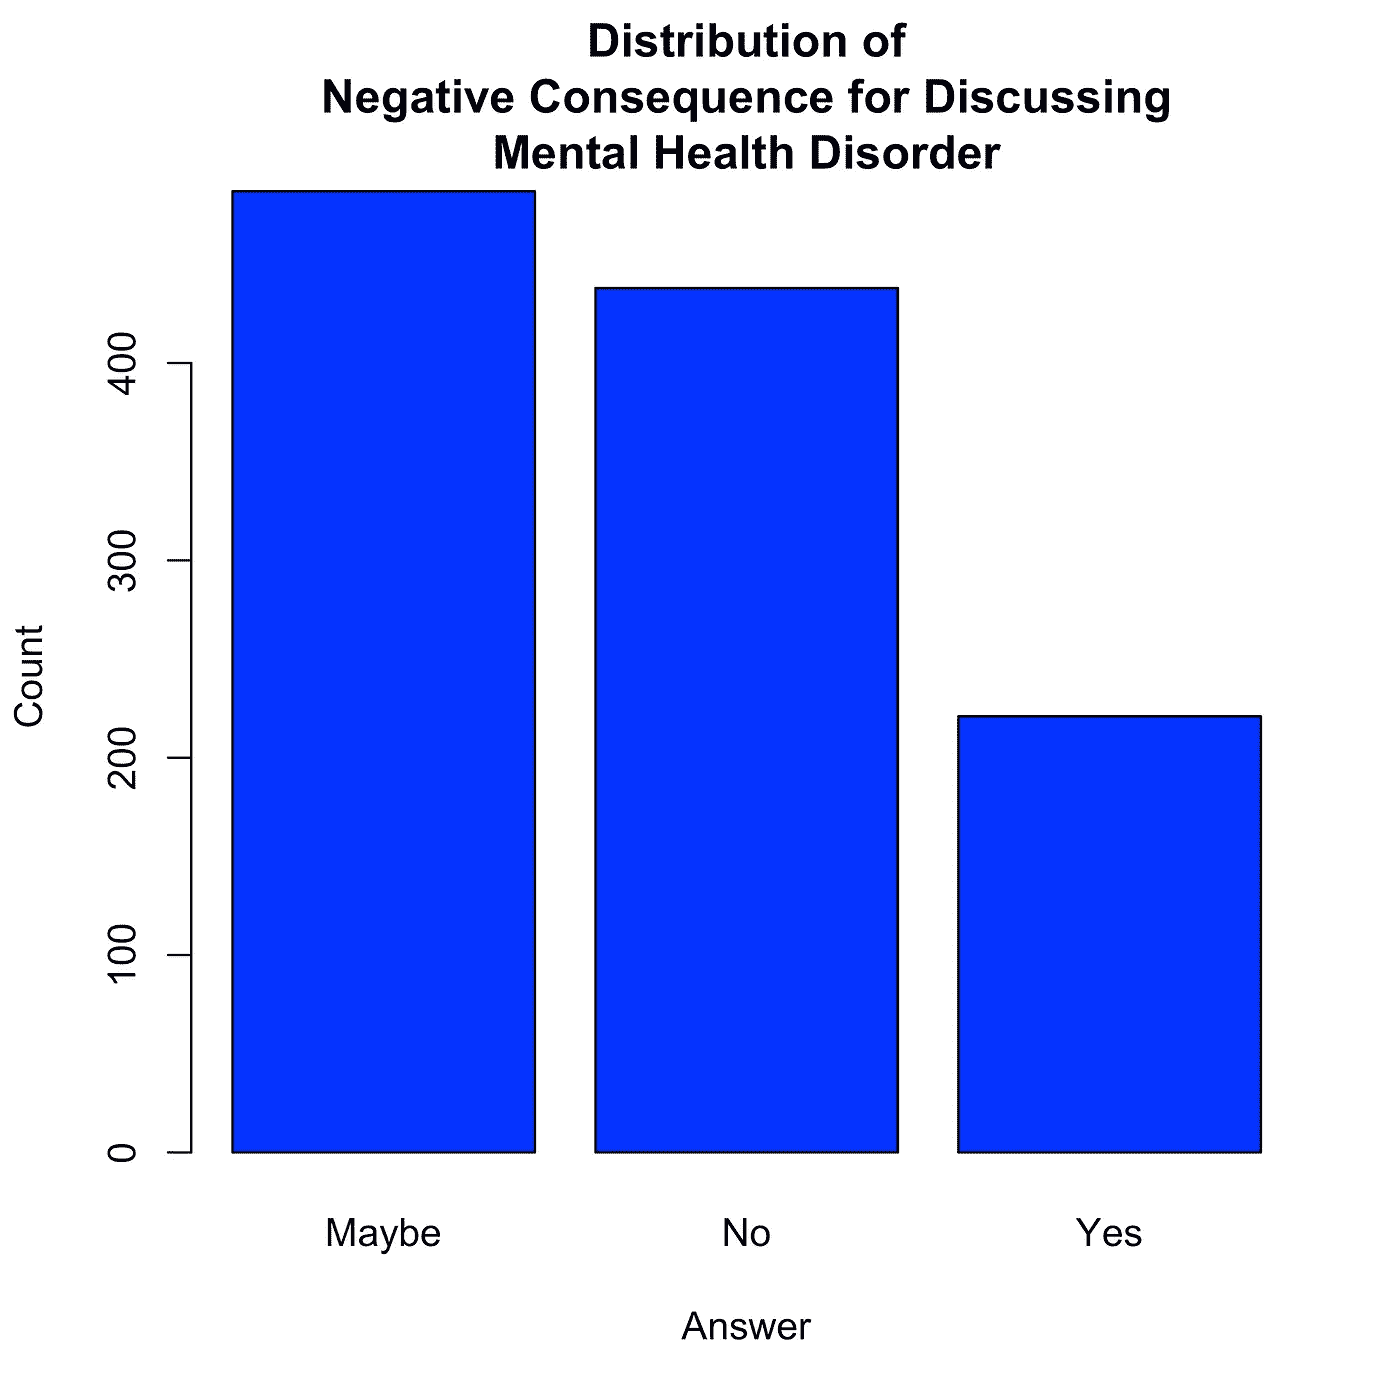 Distribution of
Negative Consequence for Discussing
Mental Health Disorder
Count
400
300
200
100
0
Maybe
No
Yes
Answer